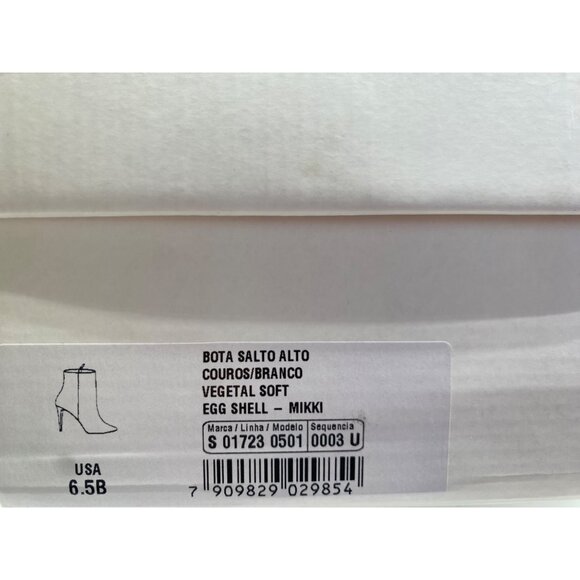 BOTA SALTO ALTO
COUROS/BRANCO
VEGETAL SOFT
EGG SHELL – MIKKI
Marca / Linha / Modelo Sequencia
S 01723 0501 0003 U
USA
6.5B
7 909829 029854